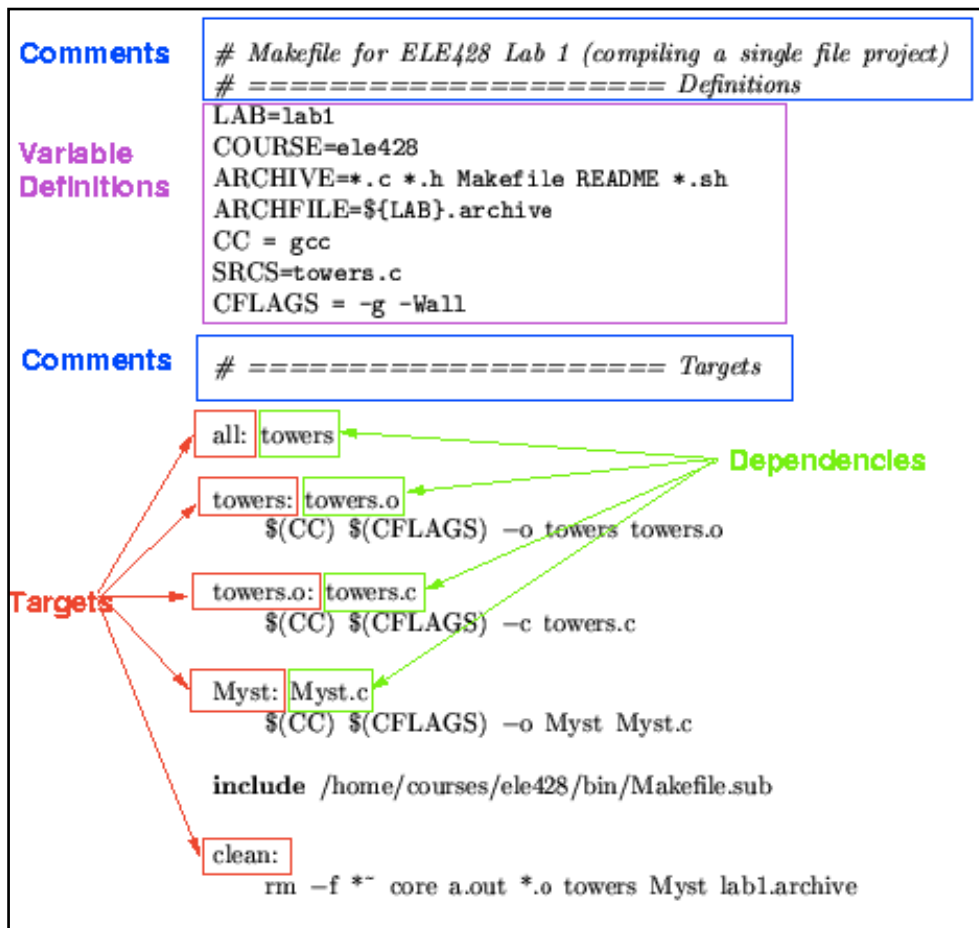 Comments
# Makefile for ELE428 Lab 1 (compiling a single file project)
# ===================== Definitions
Variable
Definitions
LAB=lab1
COURSE=ele428
ARCHIVE=*.c *.h Makefile README *.sh
ARCHFILE=${LAB}.archive
CC = gcc
SRCS=towers.c
CFLAGS = -g -Wall
Comments
# ===================== Targets
all: towers
Dependencies
towers: towers.o
$(CC) $(CFLAGS) −o towers towers.o
Targets
towers.o: towers.c
$(CC) $(CFLAGS) −c towers.c
Myst: Myst.c
$(CC) $(CFLAGS) −o Myst Myst.c
include /home/courses/ele428/bin/Makefile.sub
clean:
rm −f *~ core a.out *.o towers Myst lab1.archive